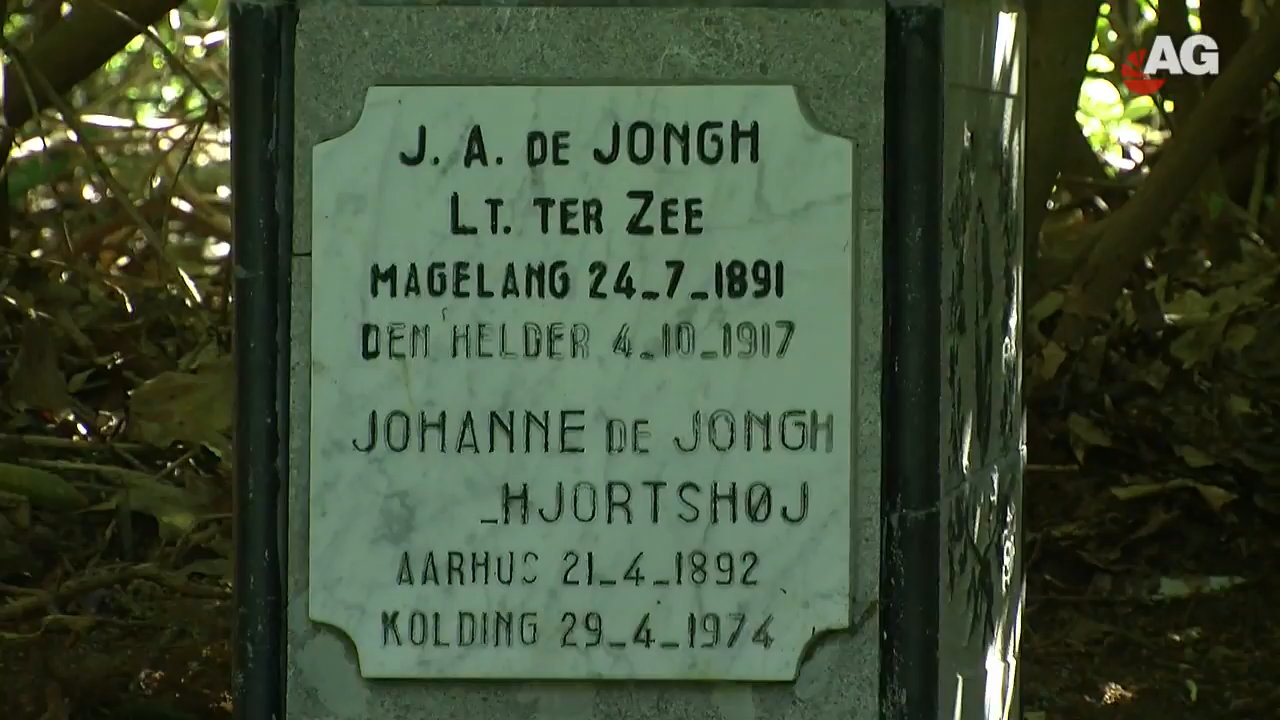 AG
J. A. DE JONGH
LT. TER ZEE
MAGELANG 24_7_1891
DEN HELDER 4_10_1917
JOHANNE DE JONGH
_HJORTSHØJ
AARHUS 21_4_1892
KOLDING 29_4_1974